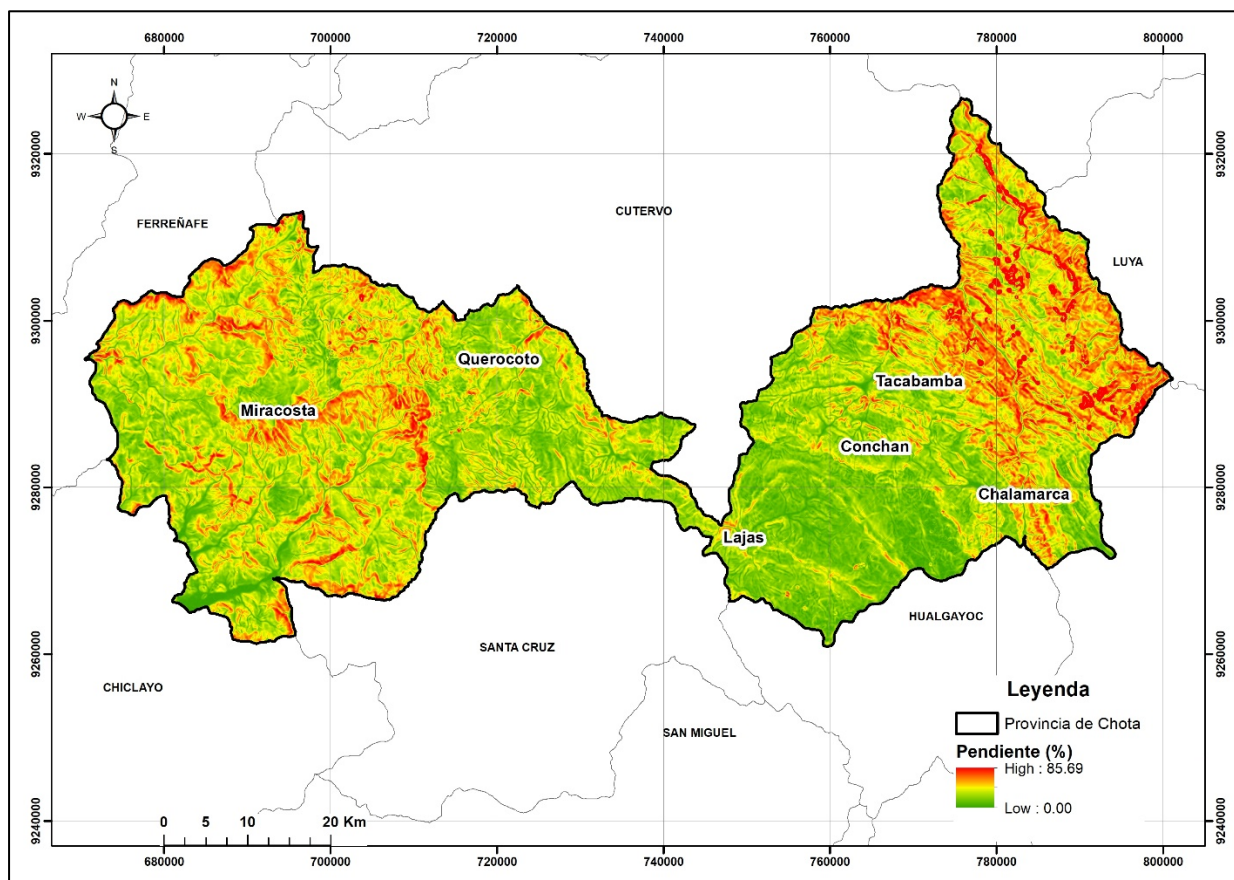 680000 700000 720000 740000 760000 780000 800000
N
W E
S
9320000 9320000
FERREÑAFE
CUTERVO
LUYA
9300000 9300000
Querocoto
Tacabamba
Miracosta
Conchan
Chalamarca
9280000 9280000
Lajas
HUALGAYOC
SANTA CRUZ
9260000 9260000
CHICLAYO
SAN MIGUEL
Leyenda
Provincia de Chota
Pendiente (%)
High : 85.69
Low : 0.00
9240000 9240000
0 5 10 20 Km
680000 700000 720000 740000 760000 780000 800000